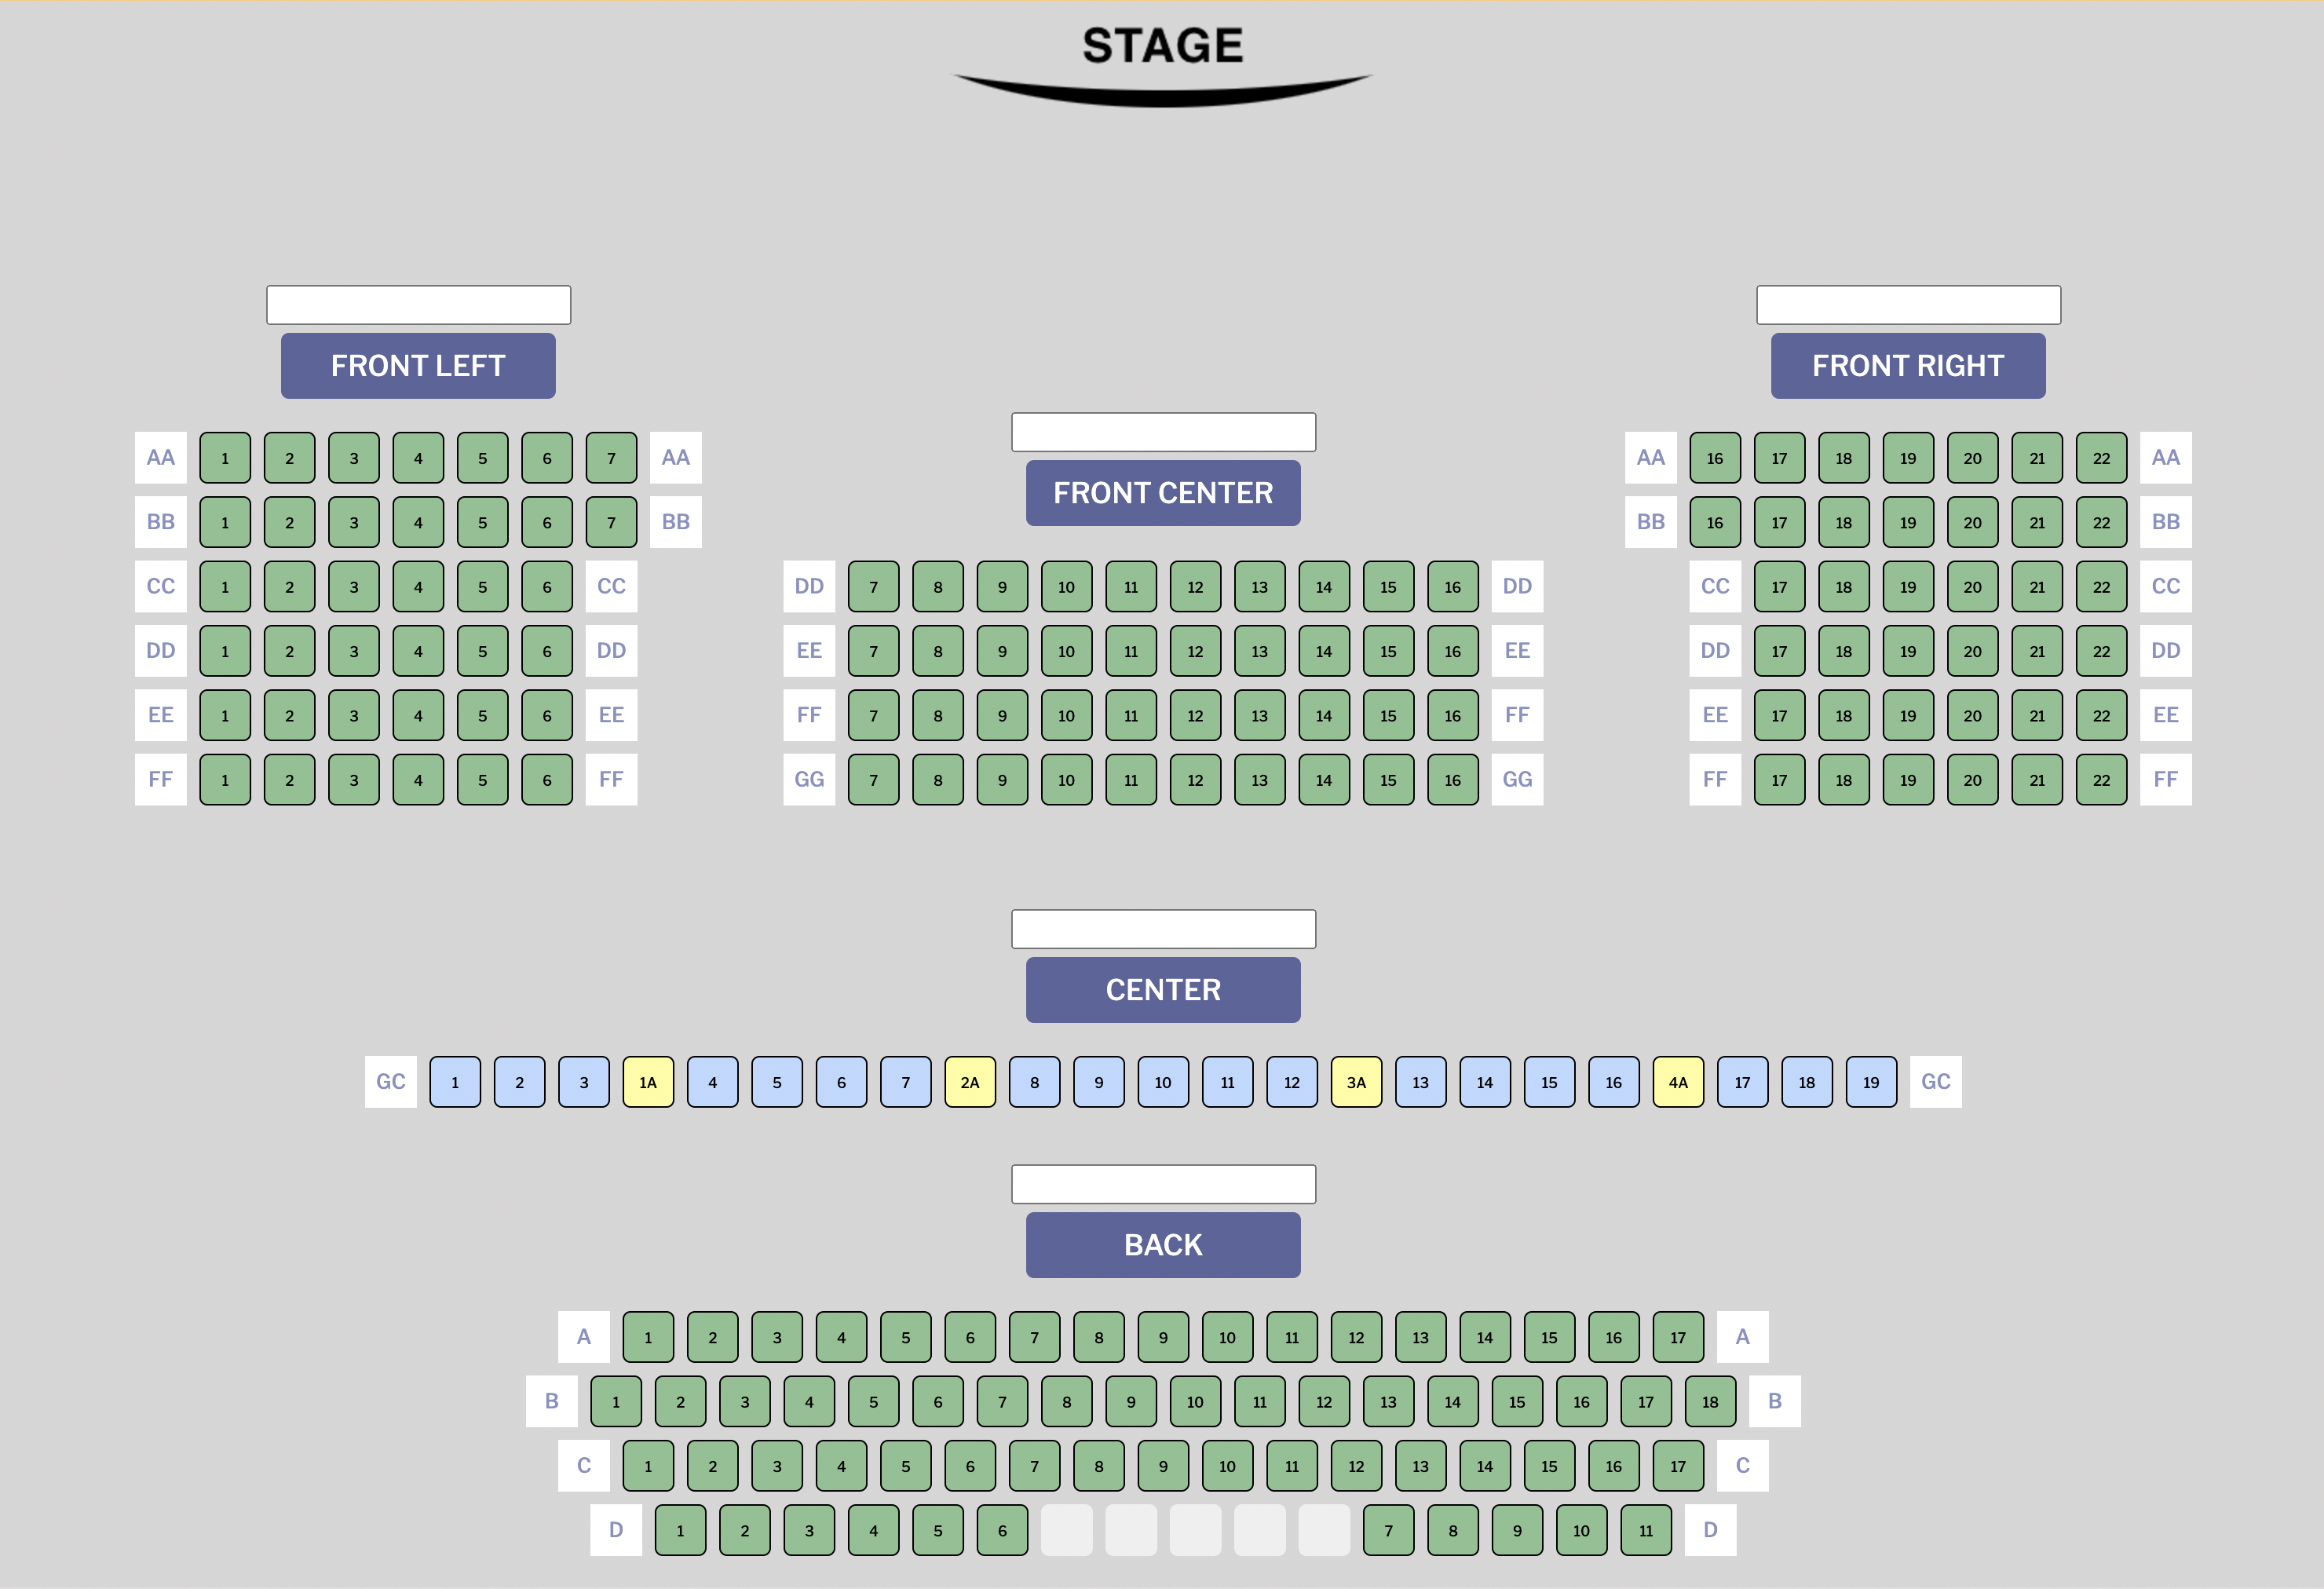 STAGE
FRONT LEFT
FRONT RIGHT
FRONT CENTER
AA 1 2 3 4 5 6 7 AA
BB 1 2 3 4 5 6 7 BB
CC 1 2 3 4 5 6 CC
DD 1 2 3 4 5 6 DD
EE 1 2 3 4 5 6 EE
FF 1 2 3 4 5 6 FF
DD 7 8 9 10 11 12 13 14 15 16 DD
EE 7 8 9 10 11 12 13 14 15 16 EE
FF 7 8 9 10 11 12 13 14 15 16 FF
GG 7 8 9 10 11 12 13 14 15 16 GG
AA 16 17 18 19 20 21 22 AA
BB 16 17 18 19 20 21 22 BB
CC 17 18 19 20 21 22 CC
DD 17 18 19 20 21 22 DD
EE 17 18 19 20 21 22 EE
FF 17 18 19 20 21 22 FF
CENTER
GC 1 2 3 1A 4 5 6 7 2A 8 9 10 11 12 3A 13 14 15 16 4A 17 18 19 GC
BACK
A 1 2 3 4 5 6 7 8 9 10 11 12 13 14 15 16 17 A
B 1 2 3 4 5 6 7 8 9 10 11 12 13 14 15 16 17 18 B
C 1 2 3 4 5 6 7 8 9 10 11 12 13 14 15 16 17 C
D 1 2 3 4 5 6 7 8 9 10 11 D